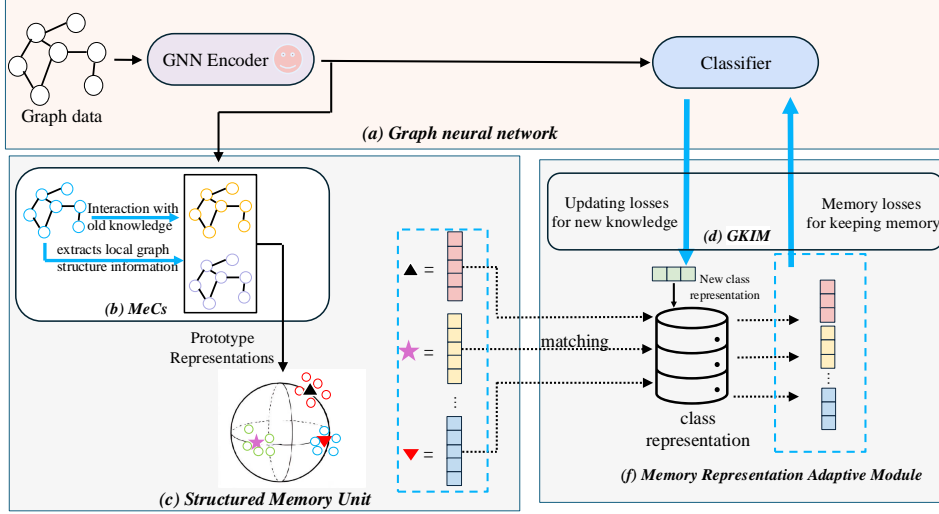 GNN Encoder
Classifier
Graph data
(a) Graph neural network
Interaction with
old knowledge
extracts local graph
structure information
(b) MeCs
Prototype
Representations
(c) Structured Memory Unit
=
=
...
=
matching
Updating losses
for new knowledge
Memory losses
for keeping memory
(d) GKIM
New class
representation
...
class
representation
(f) Memory Representation Adaptive Module